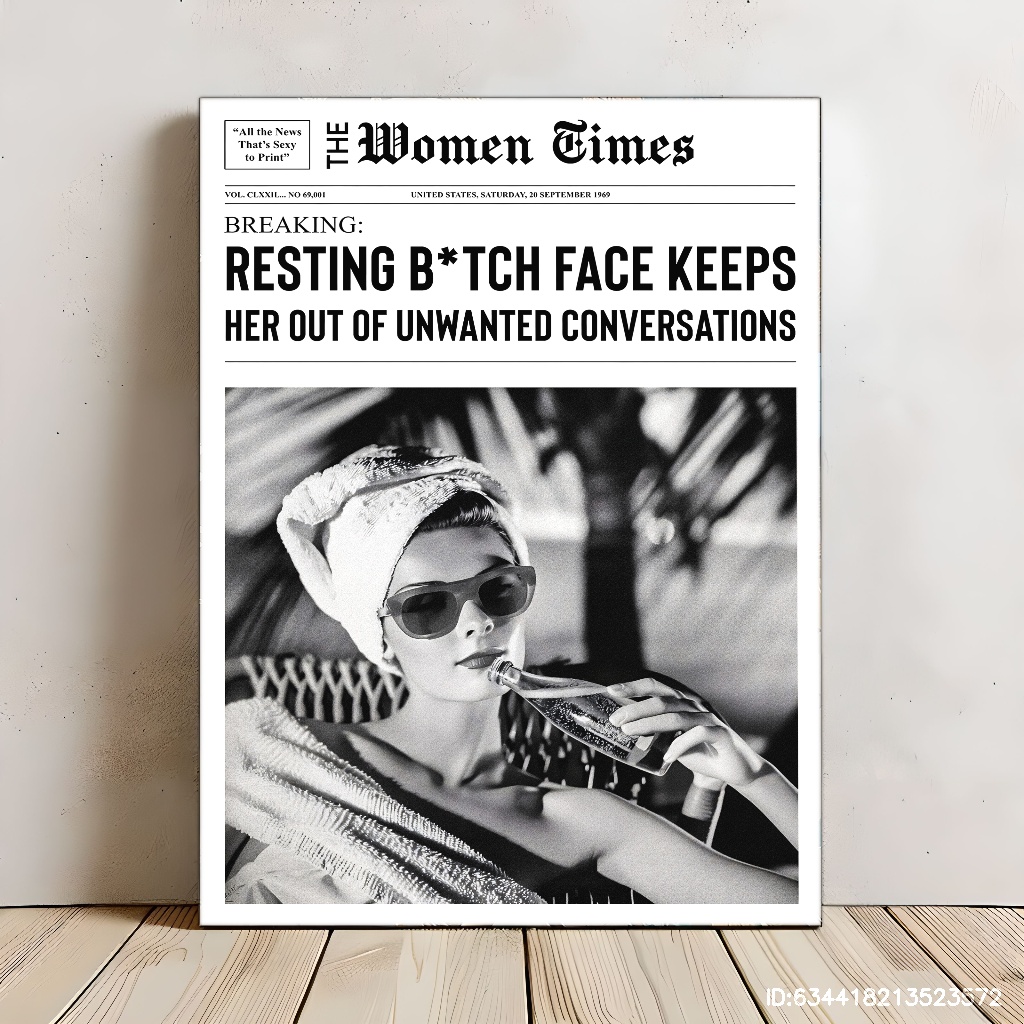 “All the News
That’s Sexy
to Print”
THE Women Times
VOL. CLXXII... NO 69,001 UNITED STATES, SATURDAY, 20 SEPTEMBER 1969
BREAKING:
RESTING B*TCH FACE KEEPS
HER OUT OF UNWANTED CONVERSATIONS
ID:634418213523572